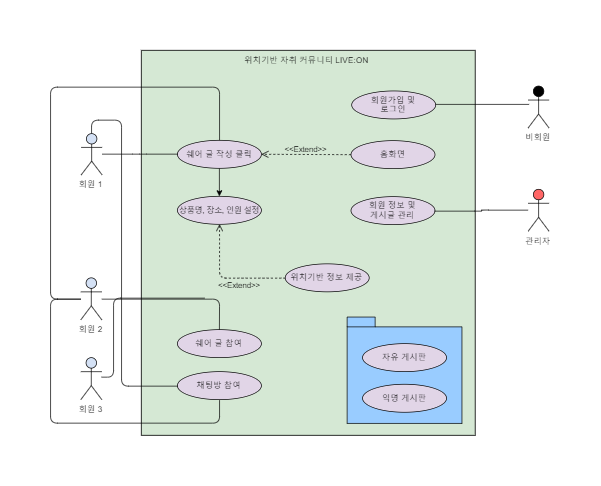 위치기반 자취 커뮤니티 LIVE:ON
회원가입 및
로그인
비회원
쉐어 글 작성 클릭
<<Extend>>
홈화면
회원 1
상품명, 장소, 인원 설정
회원 정보 및
게시글 관리
관리자
위치기반 정보 제공
<<Extend>>
회원 2
쉐어 글 참여
자유 게시판
채팅방 참여
회원 3
익명 게시판